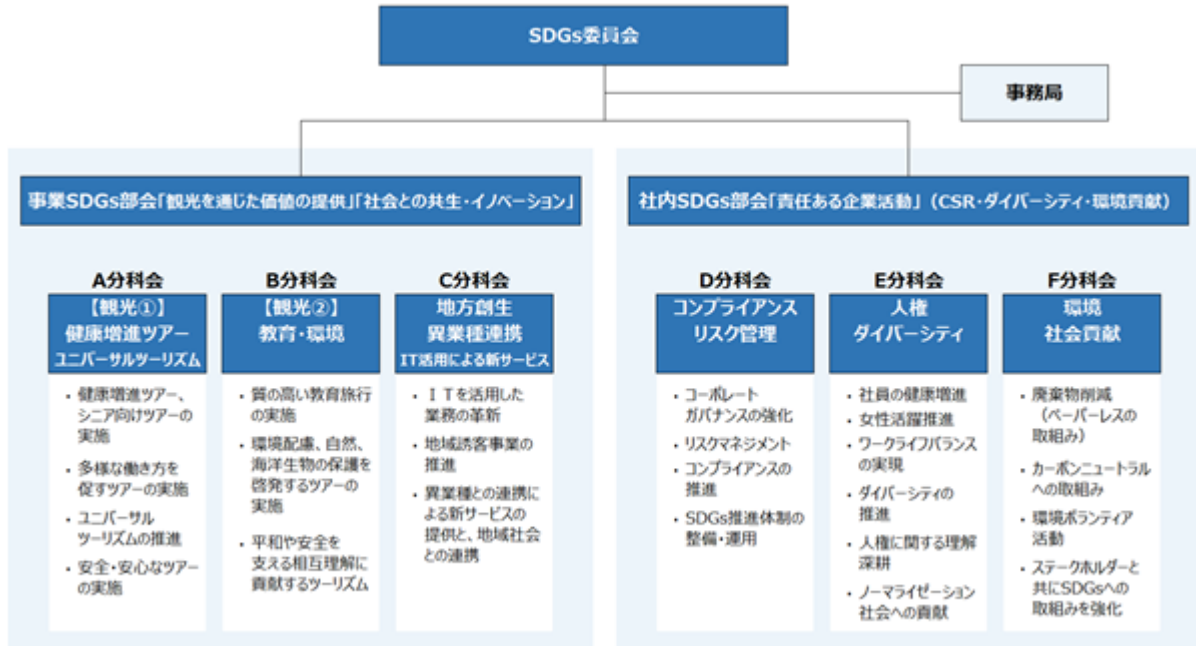 SDGs委員会
事務局
事業SDGs部会「観光を通じた価値の提供」「社会との共生・イノベーション」
A分科会
【観光①】
健康増進ツアー
ユニバーサルツーリズム
・健康増進ツアー、
シニア向けツアーの
実施
・多様な働き方を
促すツアーの実施
・ユニバーサル
ツーリズムの推進
・安全・安心なツアー
の実施
B分科会
【観光②】
教育・環境
・質の高い教育旅行
の実施
・環境配慮、自然、
海洋生物の保護を
啓発するツアーの
実施
・平和や安全を
支える相互理解に
貢献するツーリズム
C分科会
地方創生
異業種連携
IT活用による新サービス
・ＩＴを活用した
業務の革新
・地域誘客事業の
推進
・異業種との連携に
よる新サービスの
提供と、地域社会
との連携
社内SDGs部会「責任ある企業活動」（CSR・ダイバーシティ・環境貢献）
D分科会
コンプライアンス
リスク管理
・コーポレート
ガバナンスの強化
・リスクマネジメント
・コンプライアンスの
推進
・SDGs推進体制の
整備・運用
E分科会
人権
ダイバーシティ
・社員の健康増進
・女性活躍推進
・ワークライフバランス
の実現
・ダイバーシティの
推進
・人権に関する理解
深耕
・ノーマライゼーション
社会への貢献
F分科会
環境
社会貢献
・廃棄物削減
（ペーパーレスの
取組み）
・カーボンニュートラル
への取組み
・環境ボランティア
活動
・ステークホルダーと
共にSDGsへの
取組みを強化